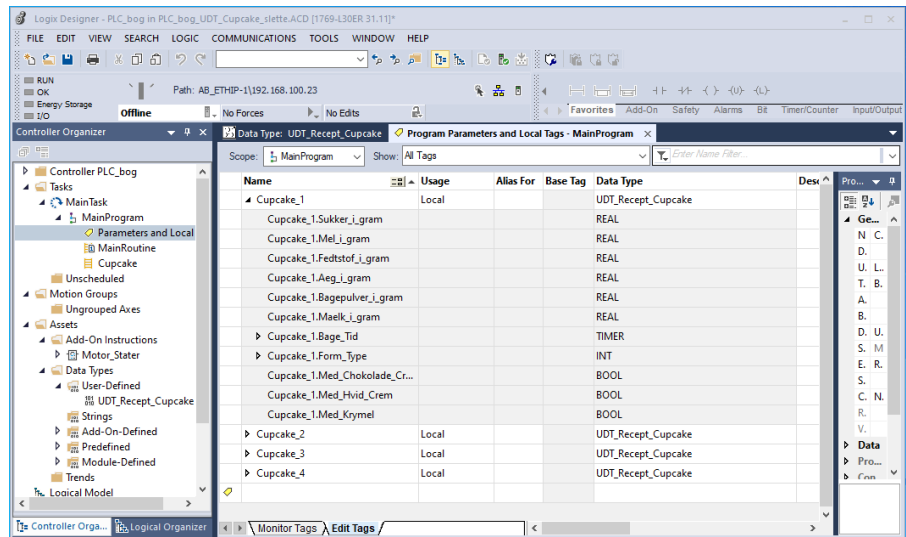 Logix Designer - PLC_bog in PLC_bog_UDT_Cupcake_slette.ACD [1769-L30ER 31.11]*
FILE EDIT VIEW SEARCH LOGIC COMMUNICATIONS TOOLS WINDOW HELP
RUN
OK
Energy Storage
I/O
Path: AB_ETHIP-1\192.168.100.23
Offline
No Forces
No Edits
Favorites Add-On Safety Alarms Bit Timer/Counter Input/Output
Controller Organizer
Data Type: UDT_Recept_Cupcake
Program Parameters and Local Tags - MainProgram
Controller PLC_bog
Tasks
MainTask
MainProgram
Parameters and Local
MainRoutine
Cupcake
Unscheduled
Motion Groups
Ungrouped Axes
Assets
Add-On Instructions
Motor_Stater
Data Types
User-Defined
UDT_Recept_Cupcake
Strings
Add-On-Defined
Predefined
Module-Defined
Trends
Logical Model
Controller Orga...
Logical Organizer
Scope: MainProgram Show: All Tags Enter Name Filter...
Name Usage Alias For Base Tag Data Type Desc
Cupcake_1 Local UDT_Recept_Cupcake
Cupcake_1.Sukker_i_gram REAL
Cupcake_1.Mel_i_gram REAL
Cupcake_1.Fedtstof_i_gram REAL
Cupcake_1.Aeg_i_gram REAL
Cupcake_1.Bagepulver_i_gram REAL
Cupcake_1.Maelk_i_gram REAL
Cupcake_1.Bage_Tid TIMER
Cupcake_1.Form_Type INT
Cupcake_1.Med_Chokolade_Cr... BOOL
Cupcake_1.Med_Hvid_Crem BOOL
Cupcake_1.Med_Krymel BOOL
Cupcake_2 Local UDT_Recept_Cupcake
Cupcake_3 Local UDT_Recept_Cupcake
Cupcake_4 Local UDT_Recept_Cupcake
Monitor Tags Edit Tags
Pro...
Ge...
N C.
D.
U. L..
T. B.
A.
B.
D. U.
S. M
E. R.
S.
C. N.
R.
V.
Data
Pro...